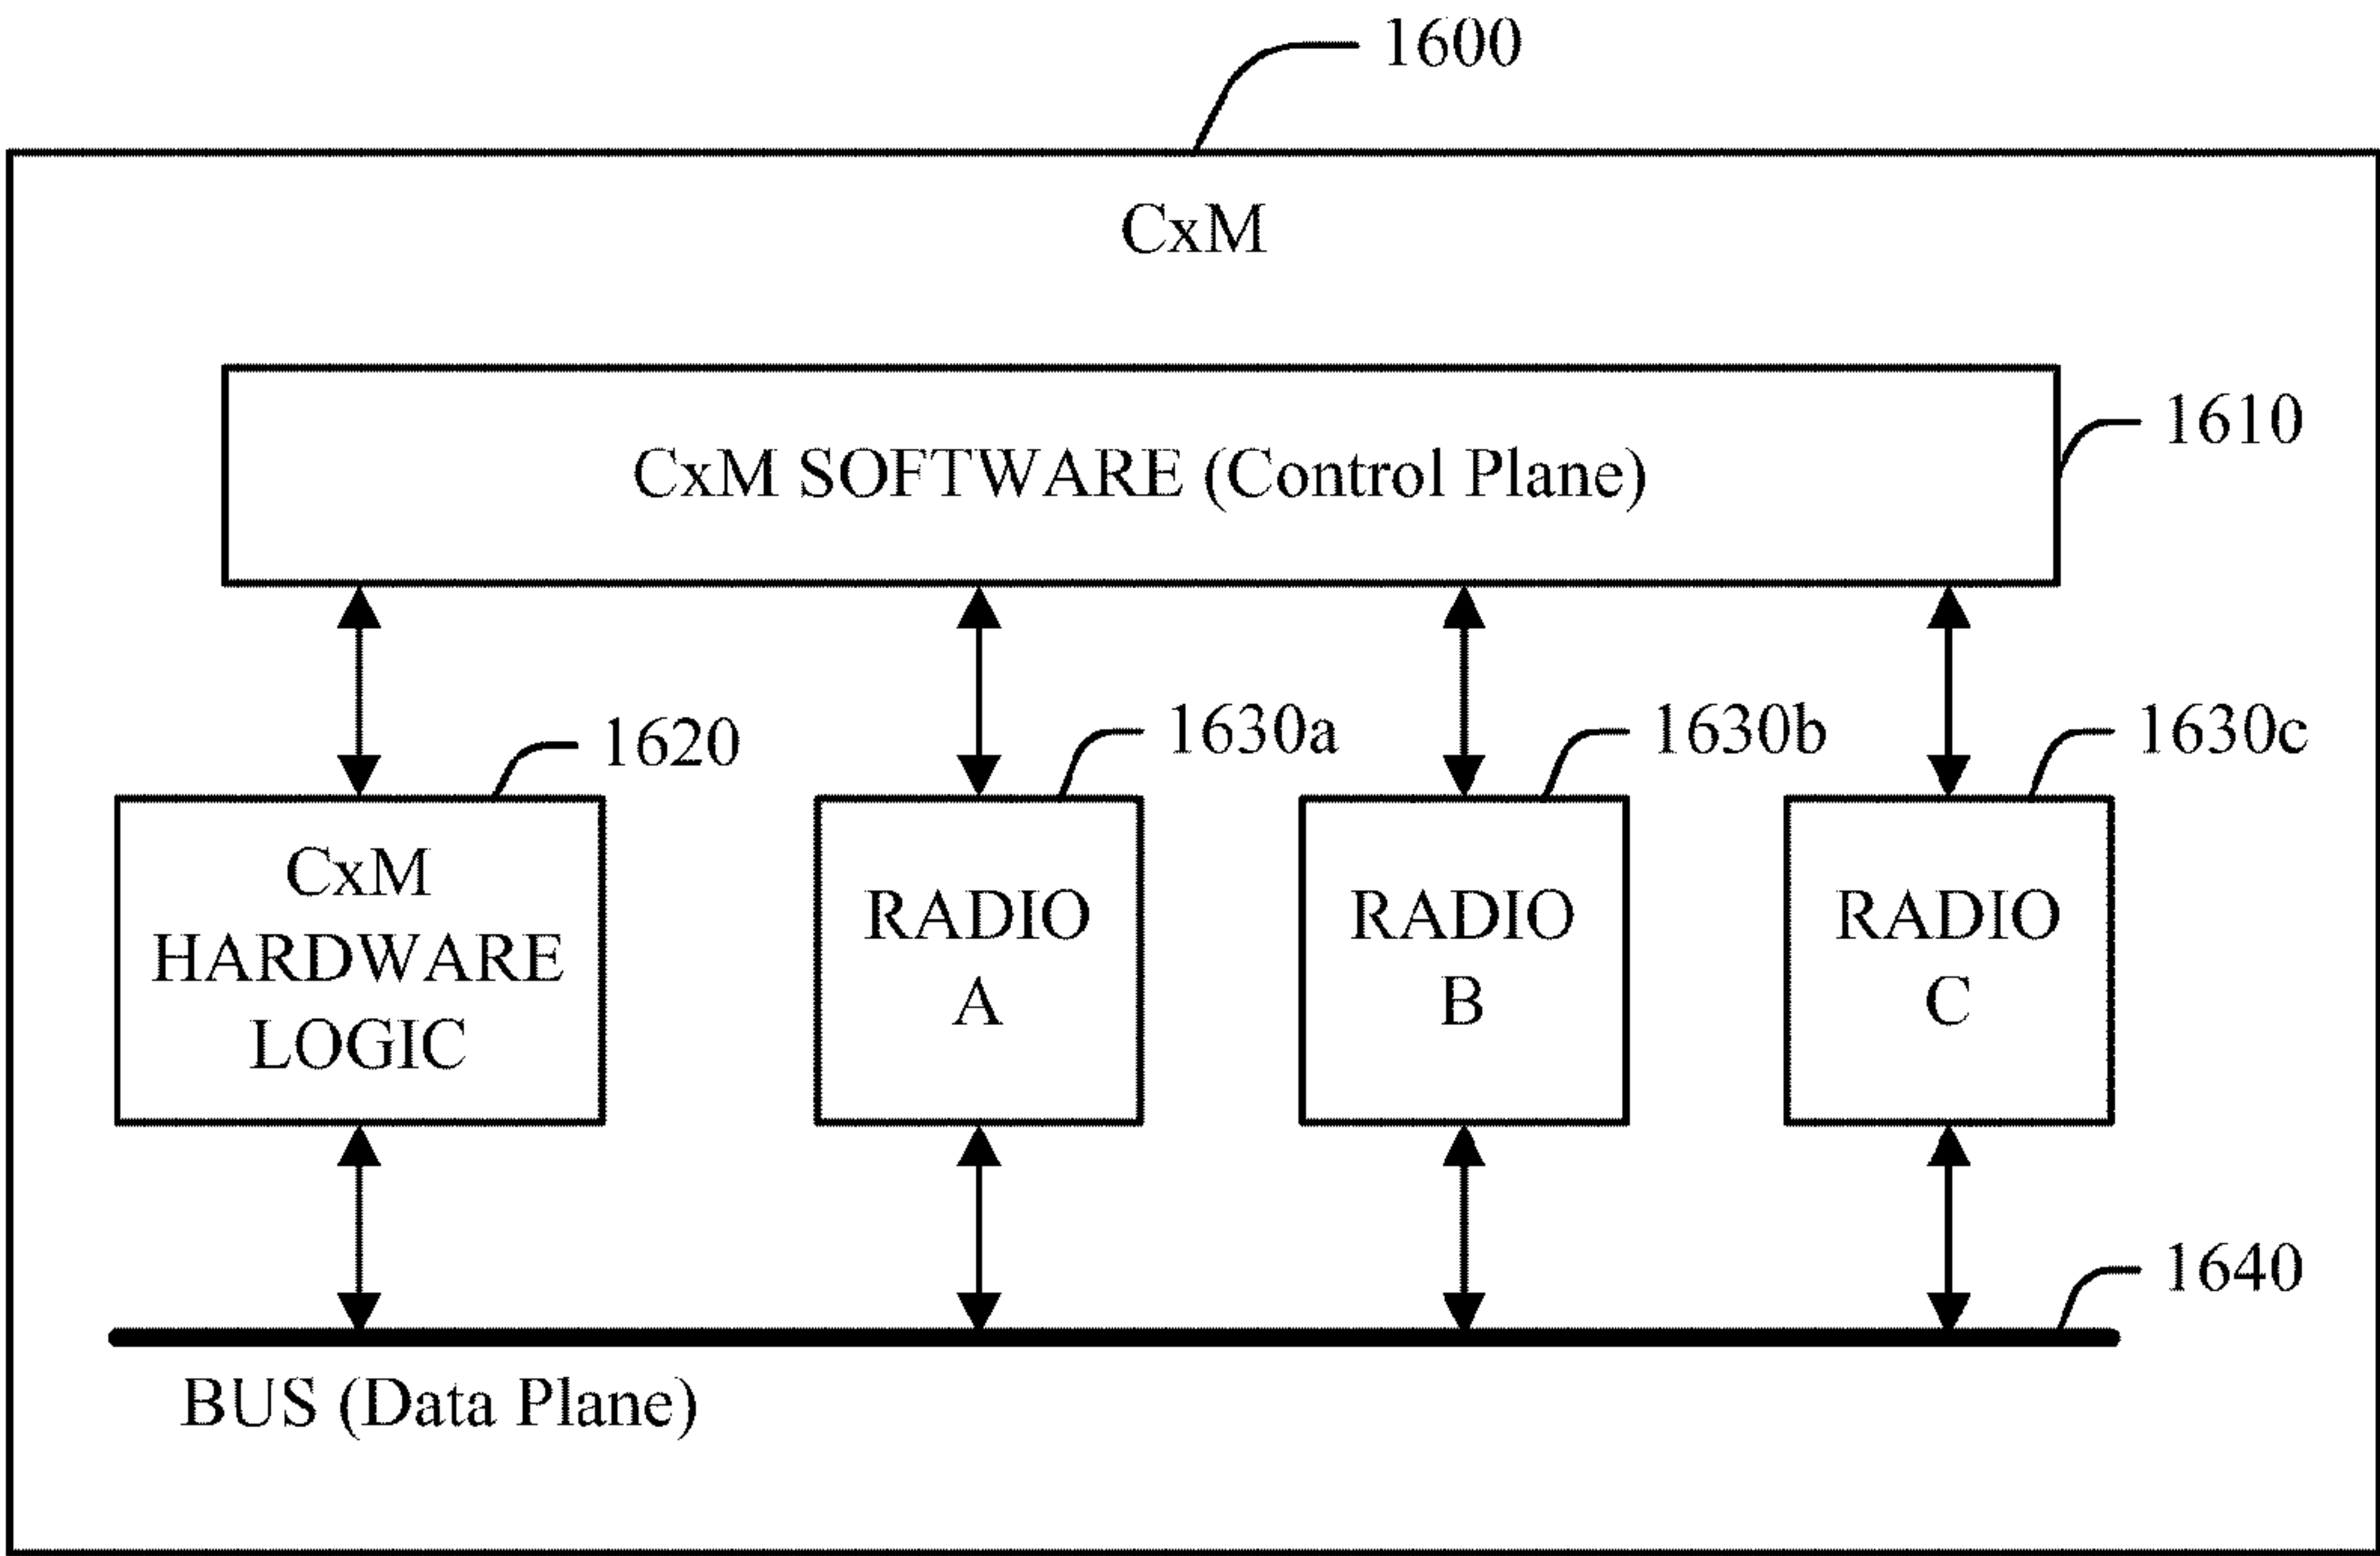 1600
CxM
CxM SOFTWARE (Control Plane)
1610
1620
1630a
1630b
1630c
CxM
HARDWARE
LOGIC
RADIO
A
RADIO
B
RADIO
C
1640
BUS (Data Plane)